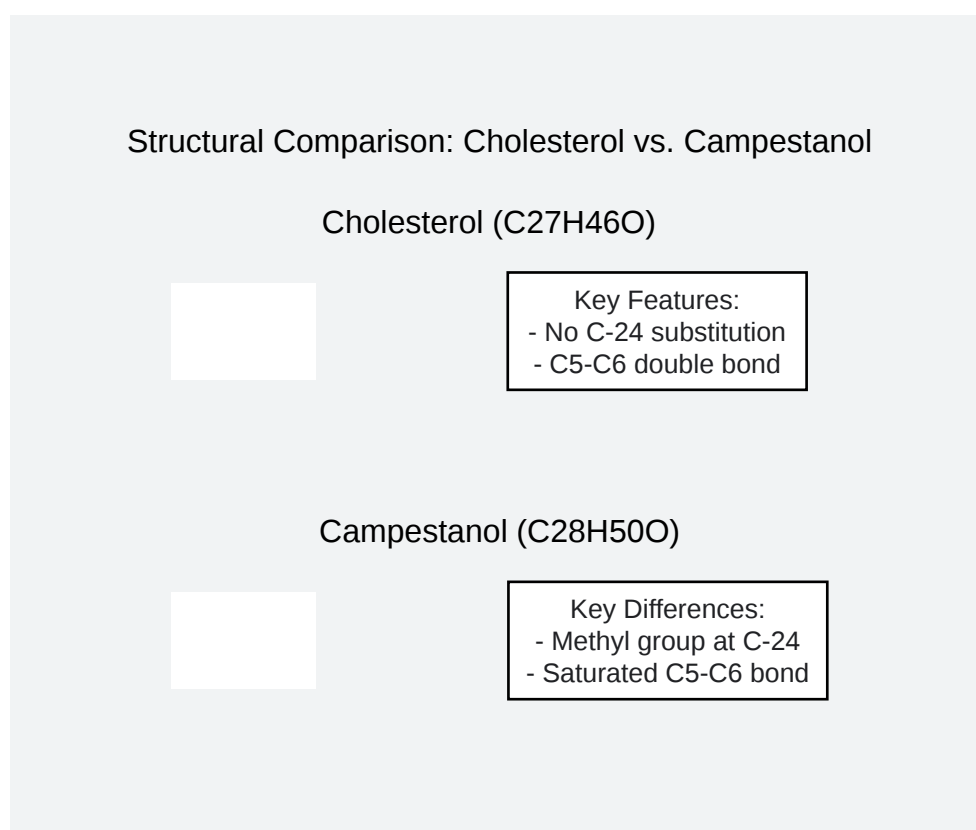 Structural Comparison: Cholesterol vs. Campestanol
Cholesterol (C27H46O)
Key Features:
- No C-24 substitution
- C5-C6 double bond
Campestanol (C28H50O)
Key Differences:
- Methyl group at C-24
- Saturated C5-C6 bond